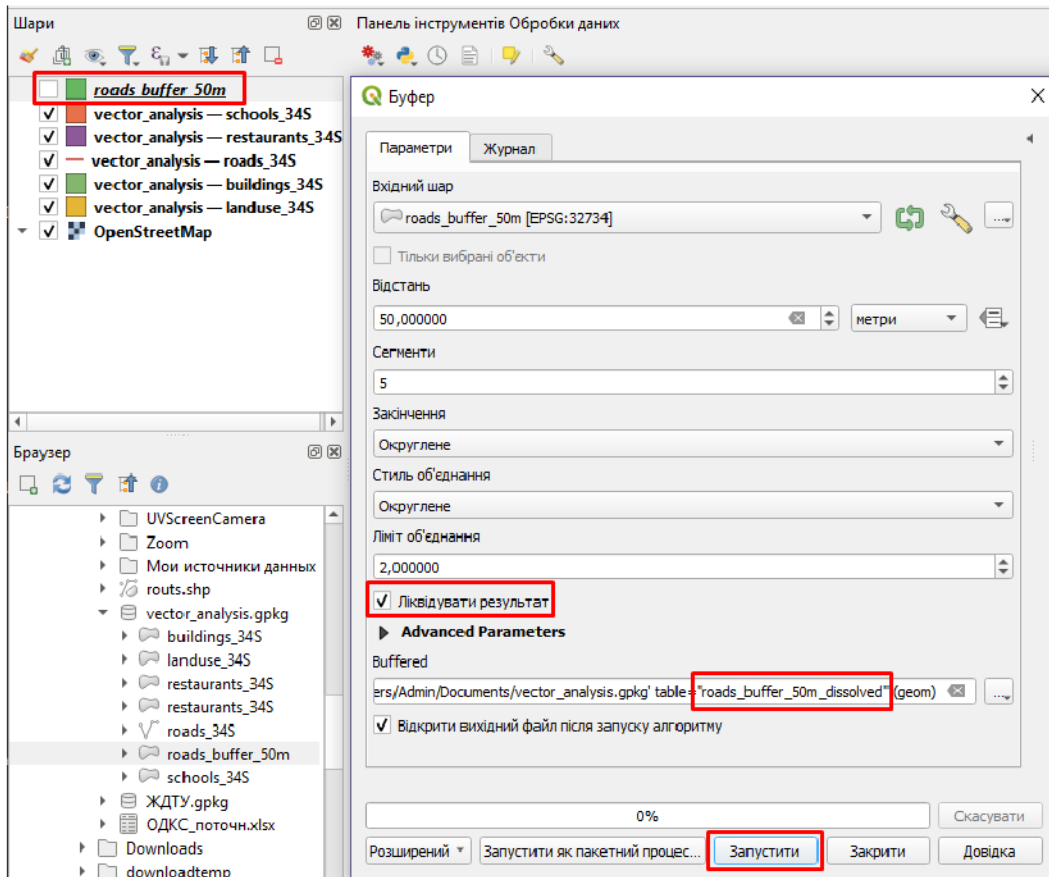 Шари
roads_buffer_50m
vector_analysis — schools_34S
vector_analysis — restaurants_34S
vector_analysis — roads_34S
vector_analysis — buildings_34S
vector_analysis — landuse_34S
OpenStreetMap
Браузер
UVScreenCamera
Zoom
Мои источники данных
routs.shp
vector_analysis.gpkg
buildings_34S
landuse_34S
restaurants_34S
restaurants_34S
roads_34S
roads_buffer_50m
schools_34S
ЖДТУ.gpkg
ОДКС_поточн.xlsx
Downloads
downloadtemp
Панель інструментів Обробки даних
Буфер
Параметри
Журнал
Вхідний шар
roads_buffer_50m [EPSG:32734]
Тільки вибрані об'єкти
Відстань
50,000000
метри
Сегменти
5
Закінчення
Округлене
Стиль об'єднання
Округлене
Ліміт об'єднання
2,000000
Ліквідувати результат
Advanced Parameters
Buffered
ers/Admin/Documents/vector_analysis.gpkg' table="roads_buffer_50m_dissolved" (geom)
Відкрити вихідний файл після запуску алгоритму
0%
Скасувати
Розширений
Запустити як пакетний процес...
Запустити
Закрити
Довідка